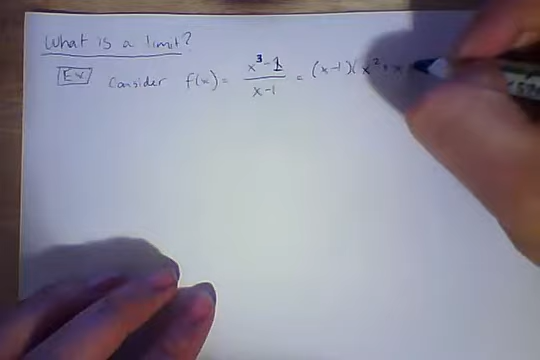 What is a limit?
Ex Consider f(x) = x³-1 / x-1 = (x-1)(x²+x